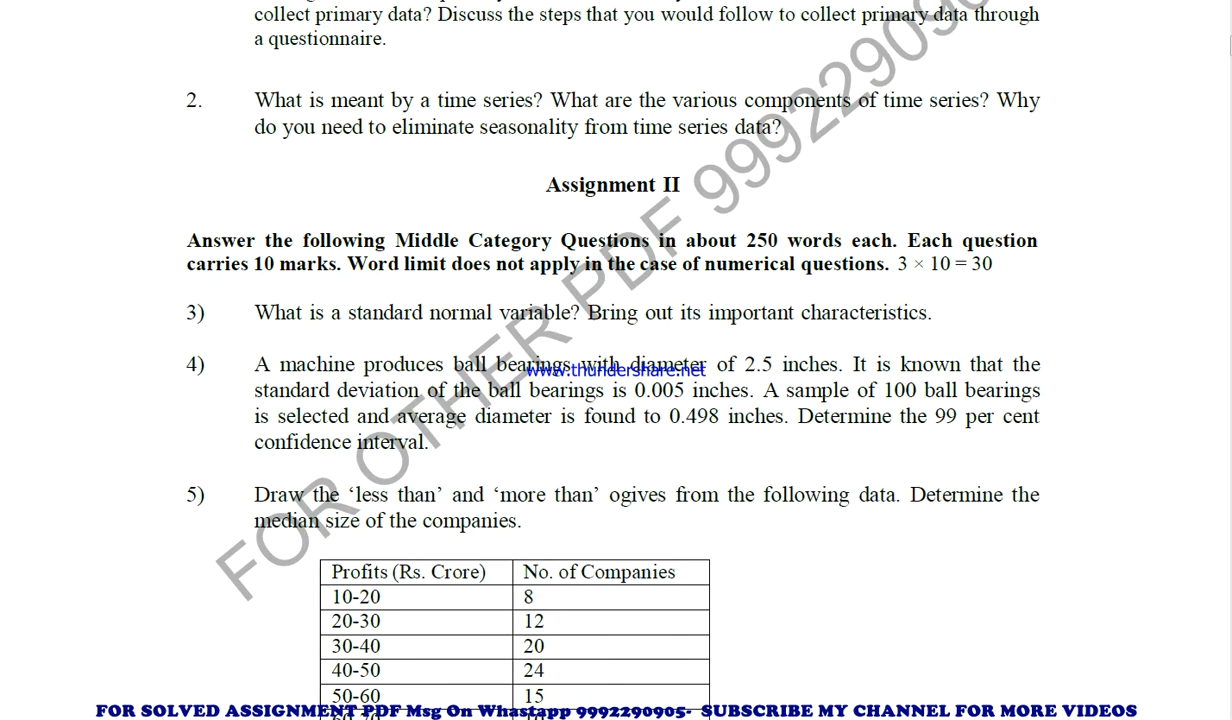 collect primary data? Discuss the steps that you would follow to collect primary data through
a questionnaire.
2. What is meant by a time series? What are the various components of time series? Why
do you need to eliminate seasonality from time series data?
Assignment II
Answer the following Middle Category Questions in about 250 words each. Each question
carries 10 marks. Word limit does not apply in the case of numerical questions. 3 × 10 = 30
3) What is a standard normal variable? Bring out its important characteristics.
4) A machine produces ball bearings with diameter of 2.5 inches. It is known that the
www.thundershare.net
standard deviation of the ball bearings is 0.005 inches. A sample of 100 ball bearings
is selected and average diameter is found to 0.498 inches. Determine the 99 per cent
confidence interval.
5) Draw the ‘less than’ and ‘more than’ ogives from the following data. Determine the
median size of the companies.
Profits (Rs. Crore) No. of Companies
10-20 8
20-30 12
30-40 20
40-50 24
50-60 15
FOR OTHER PDF 999229090
FOR SOLVED ASSIGNMENT PDF Msg On Whastapp 9992290905- SUBSCRIBE MY CHANNEL FOR MORE VIDEOS